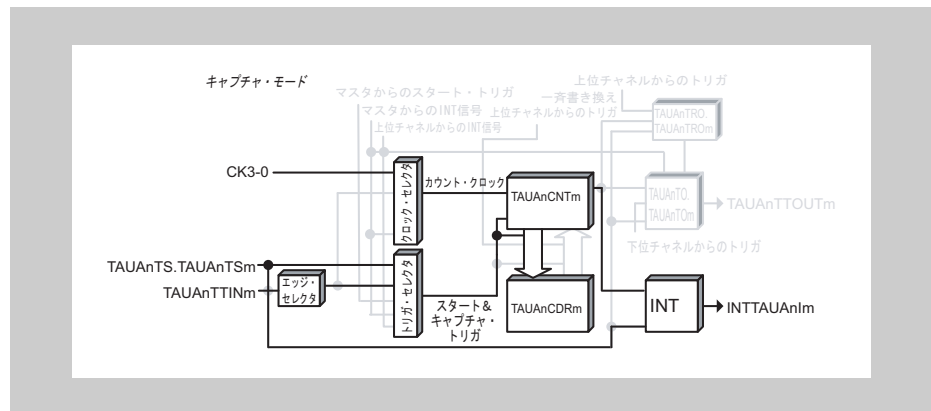 キャプチャ・モード
上位チャネルからのトリガ
マスタからのスタート・トリガ
一斉書き換え
マスタからのINT信号
上位チャネルからのトリガ
上位チャネルからのINT信号
TAUAnTRO.
TAUAnTROm
CK3-0
クロック・セレクタ
カウント・クロック
TAUAnCNTm
TAUAnTO.
TAUAnTOm
TAUAnTTOUTm
下位チャネルからのトリガ
TAUAnTS.TAUAnTSm
TAUAnTTINm
エッジ・
セレクタ
トリガ・セレクタ
スタート&
キャプチャ・
トリガ
TAUAnCDRm
INT
INTTAUAnIm